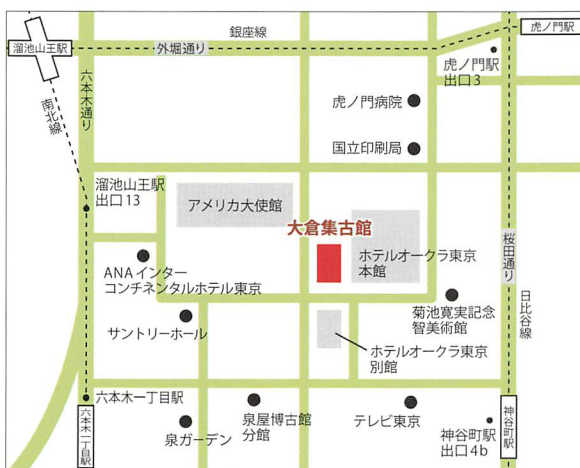 銀座線
虎ノ門駅
溜池山王駅
外堀通り
虎ノ門駅
出口3
南北線
六本木通り
虎ノ門病院
国立印刷局
溜池山王駅
出口13
アメリカ大使館
大倉集古館
ホテルオークラ東京
本館
桜田通り
ANAインター
コンチネンタルホテル東京
菊池寛実記念
智美術館
日比谷線
サントリーホール
ホテルオークラ東京
別館
六本木一丁目駅
六本木一丁目駅
泉屋博古館
分館
テレビ東京
泉ガーデン
神谷町駅
出口4b
神谷町駅